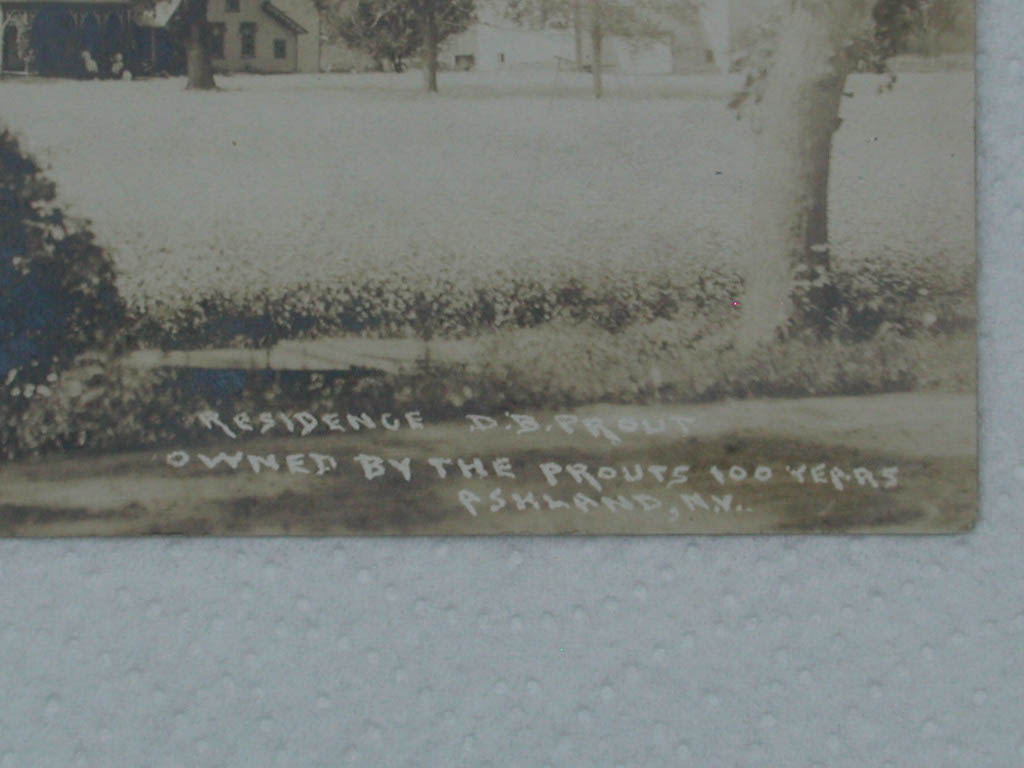 RESIDENCE D.B. PROUT
OWNED BY THE PROUTS 100 YEARS
ASHLAND, N.Y..